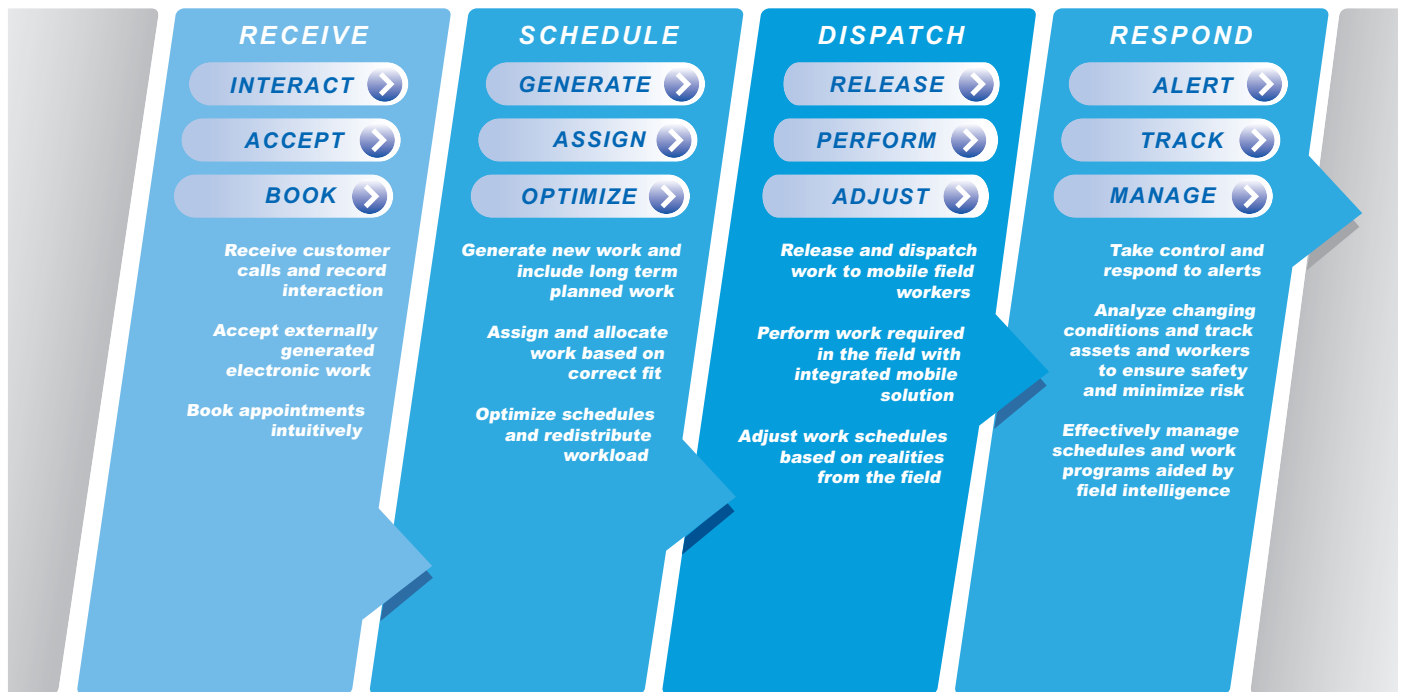 RECEIVE
INTERACT
ACCEPT
BOOK
Receive customer
calls and record
interaction
Accept externally
generated
electronic work
Book appointments
intuitively
SCHEDULE
GENERATE
ASSIGN
OPTIMIZE
Generate new work and
include long term
planned work
Assign and allocate
work based on
correct fit
Optimize schedules
and redistribute
workload
DISPATCH
RELEASE
PERFORM
ADJUST
Release and dispatch
work to mobile field
workers
Perform work required
in the field with
integrated mobile
solution
Adjust work schedules
based on realities
from the field
RESPOND
ALERT
TRACK
MANAGE
Take control and
respond to alerts
Analyze changing
conditions and track
assets and workers
to ensure safety
and minimize risk
Effectively manage
schedules and work
programs aided by
field intelligence